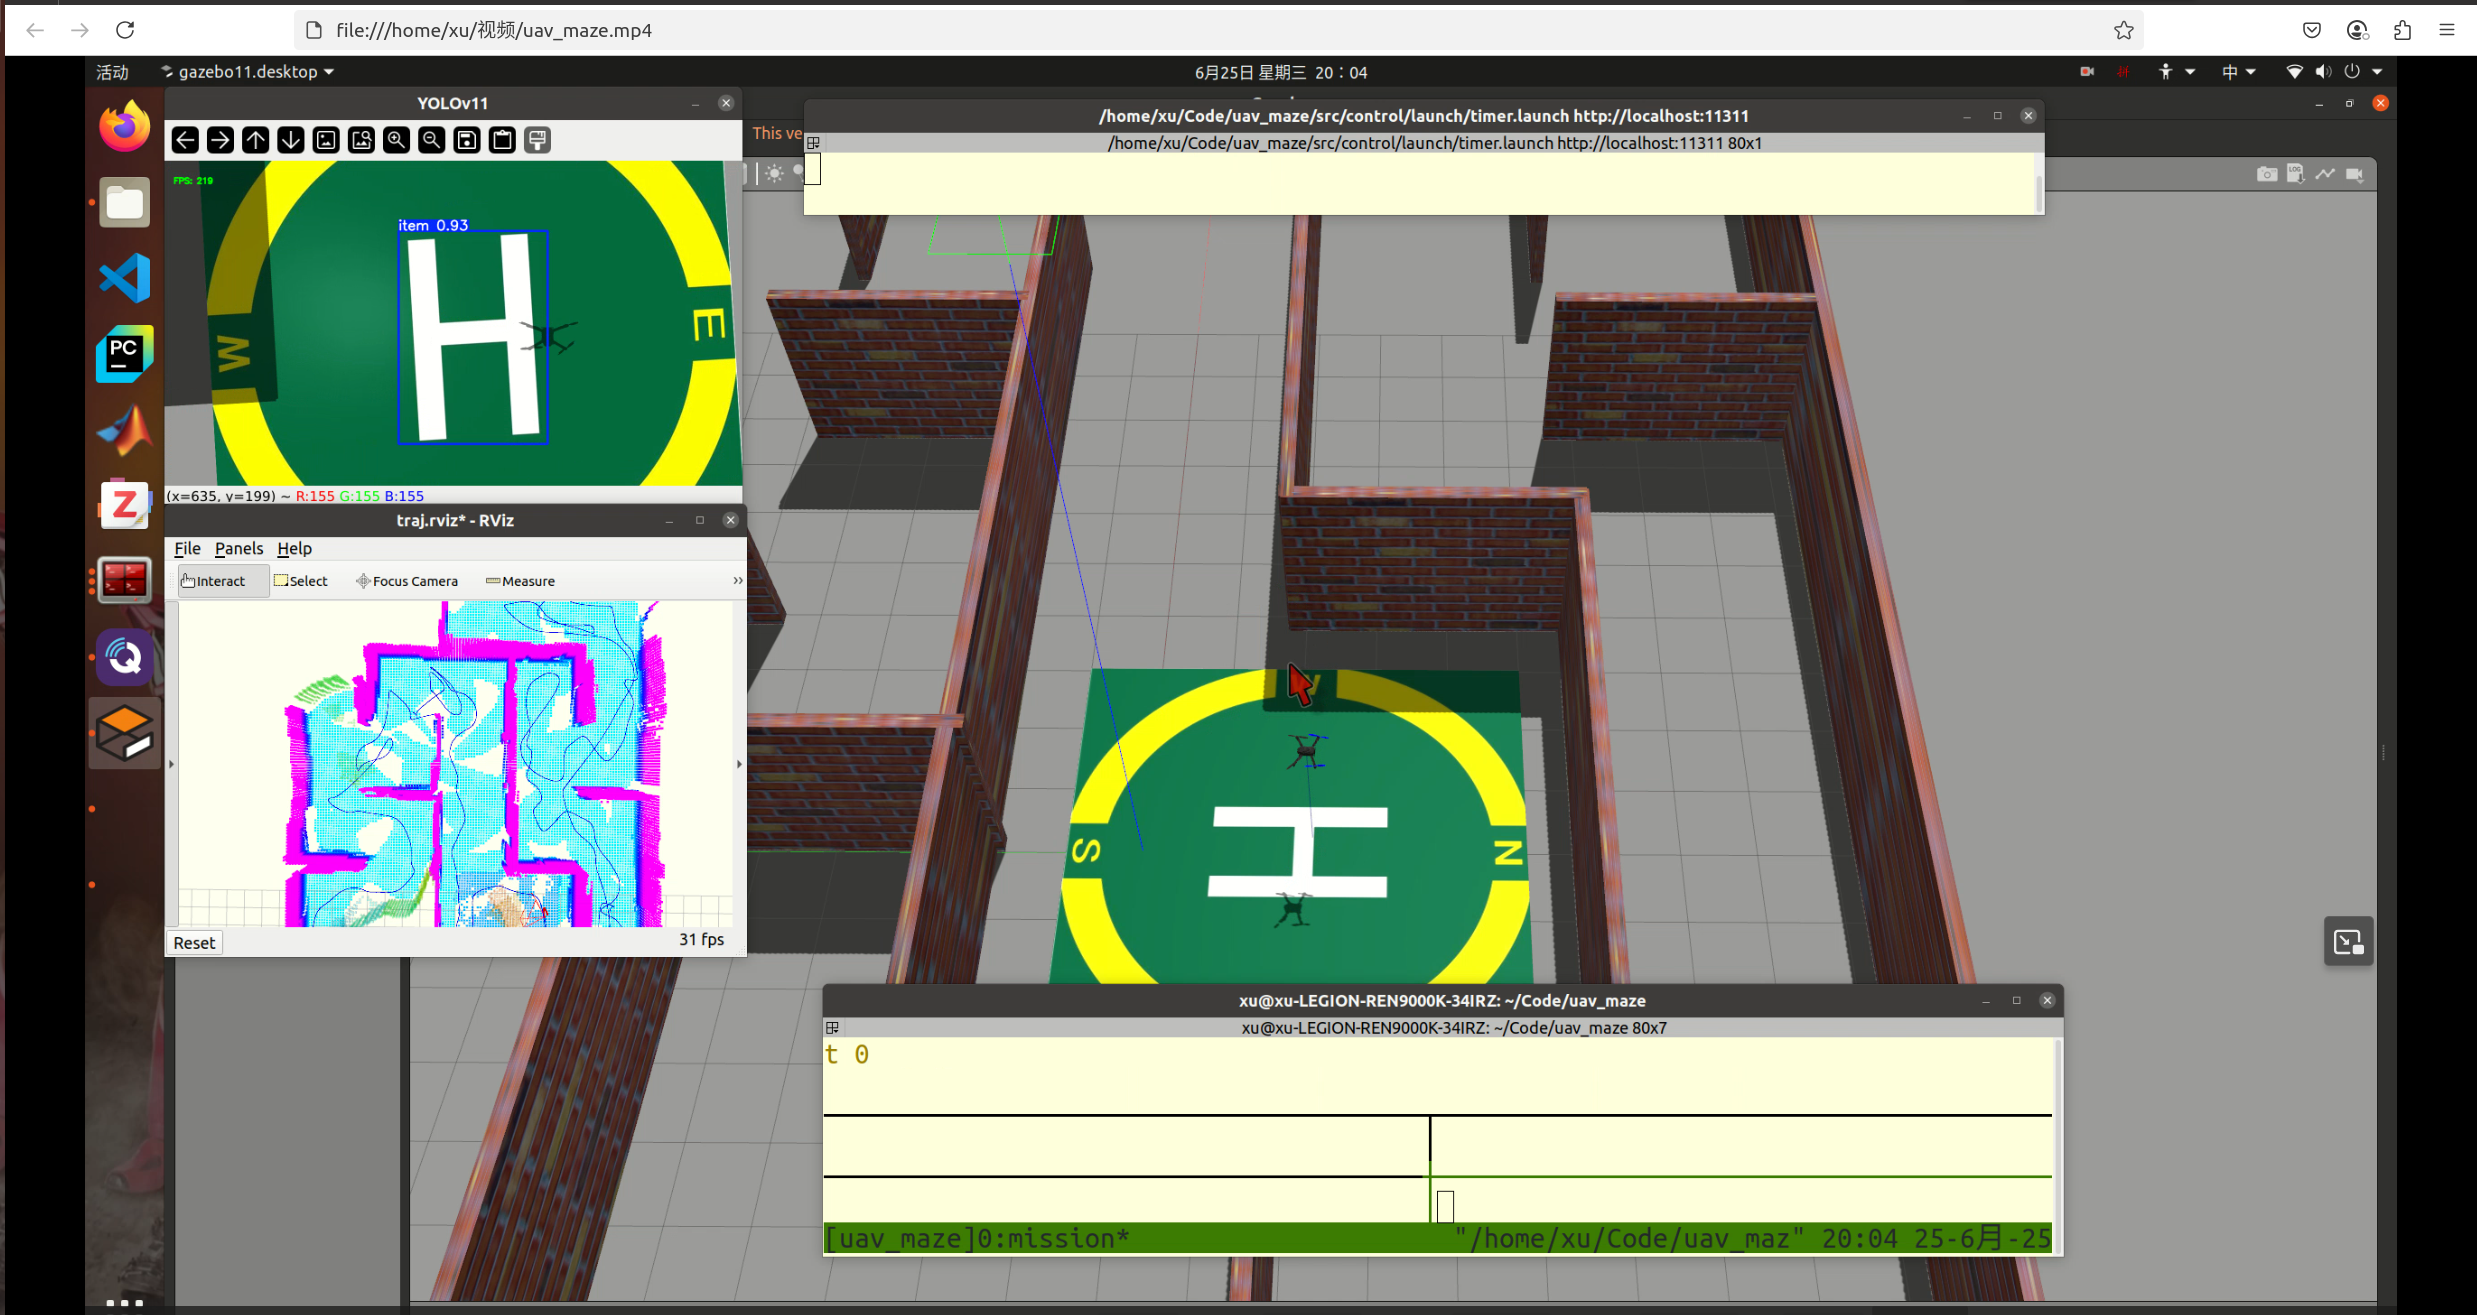 file:///home/xu/视频/uav_maze.mp4
活动
gazebo11.desktop
6月25日 星期三 20：04
中
YOLOv11
FPS: 219
item 0.93
W
E
(x=635, y=199) ~ R:155 G:155 B:155
This ve
/home/xu/Code/uav_maze/src/control/launch/timer.launch http://localhost:11311
/home/xu/Code/uav_maze/src/control/launch/timer.launch http://localhost:11311 80x1
LOG
PC
Z
traj.rviz* - RViz
File Panels Help
Interact Select Focus Camera Measure »
Reset
31 fps
S
H
N
xu@xu-LEGION-REN9000K-34IRZ: ~/Code/uav_maze
xu@xu-LEGION-REN9000K-34IRZ: ~/Code/uav_maze 80x7
t 0
[uav_maze]0:mission* "/home/xu/Code/uav_maz" 20:04 25-6月-25